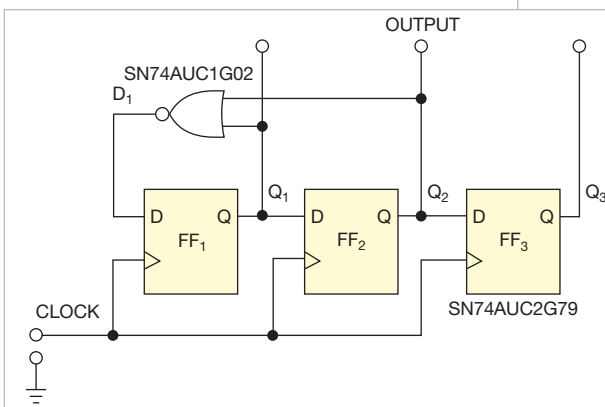 OUTPUT
SN74AUC1G02
D₁
Q₁
Q₂
Q₃
D Q
FF₁
D Q
FF₂
D Q
FF₃
SN74AUC2G79
CLOCK